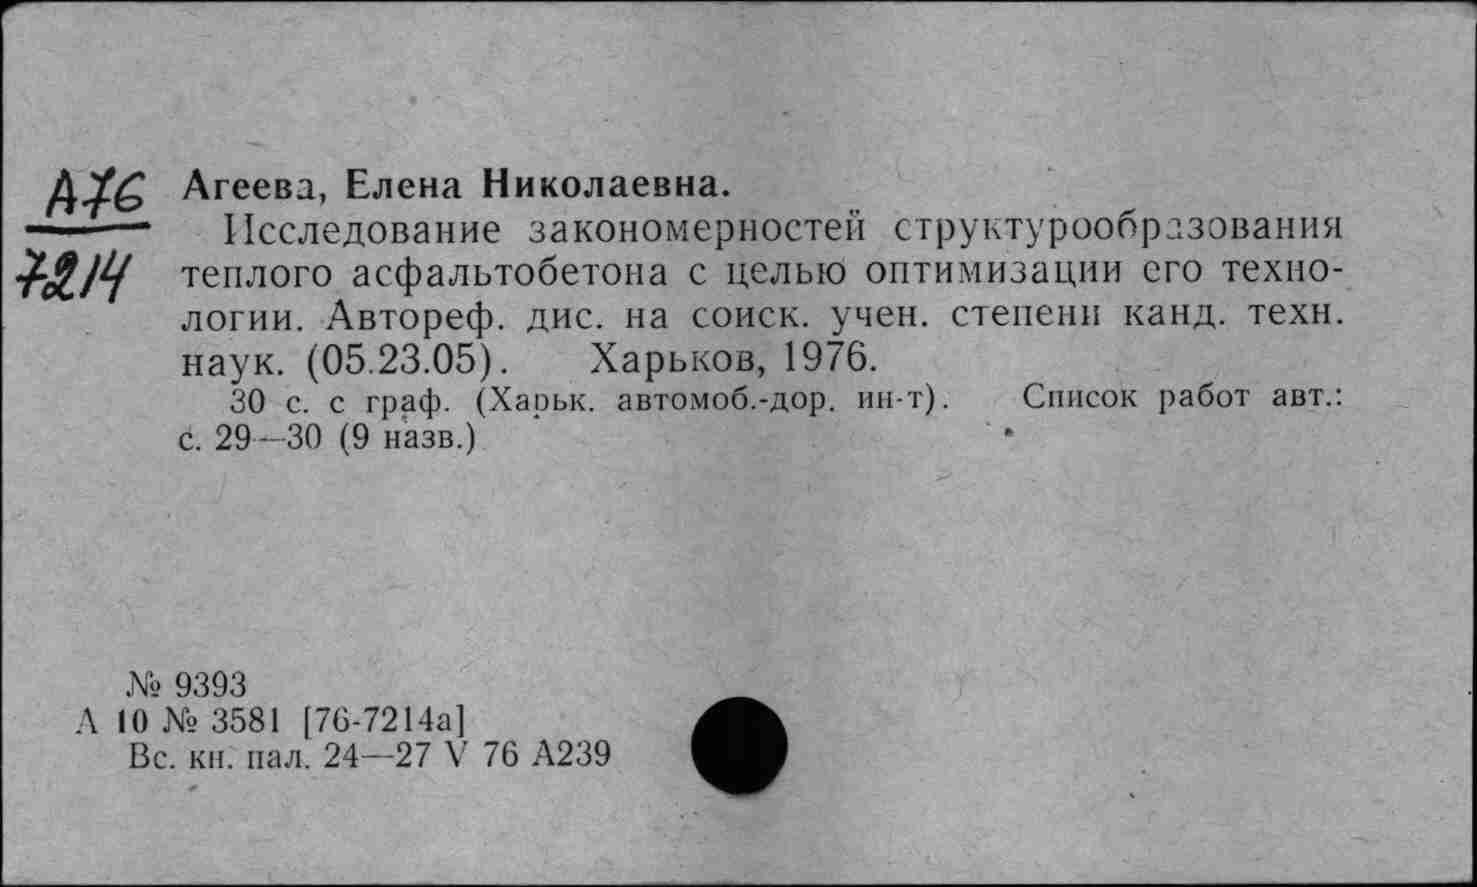 А76
7214
Агеева, Елена Николаевна.
Исследование закономерностей структурообразования
теплого асфальтобетона с целью оптимизации его техно-
логии. Автореф. дис. на соиск. учен. степени канд. техн.
наук. (05.23.05). Харьков, 1976.
30 с. с граф. (Харьк. автомоб.-дор. ин-т). Список работ авт.:
с. 29—30 (9 назв.)
№ 9393
А 10 № 3581 [76-7214а]
Вс. кн. пал. 24—27 V 76 А239